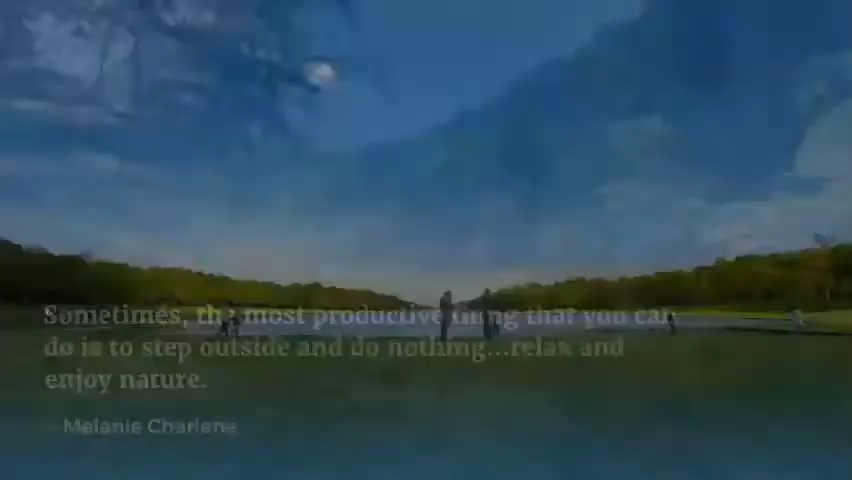 Sometimes, the most productive thing that you can
do is to step outside and do nothing...relax and
enjoy nature.
—Melanie Charlene